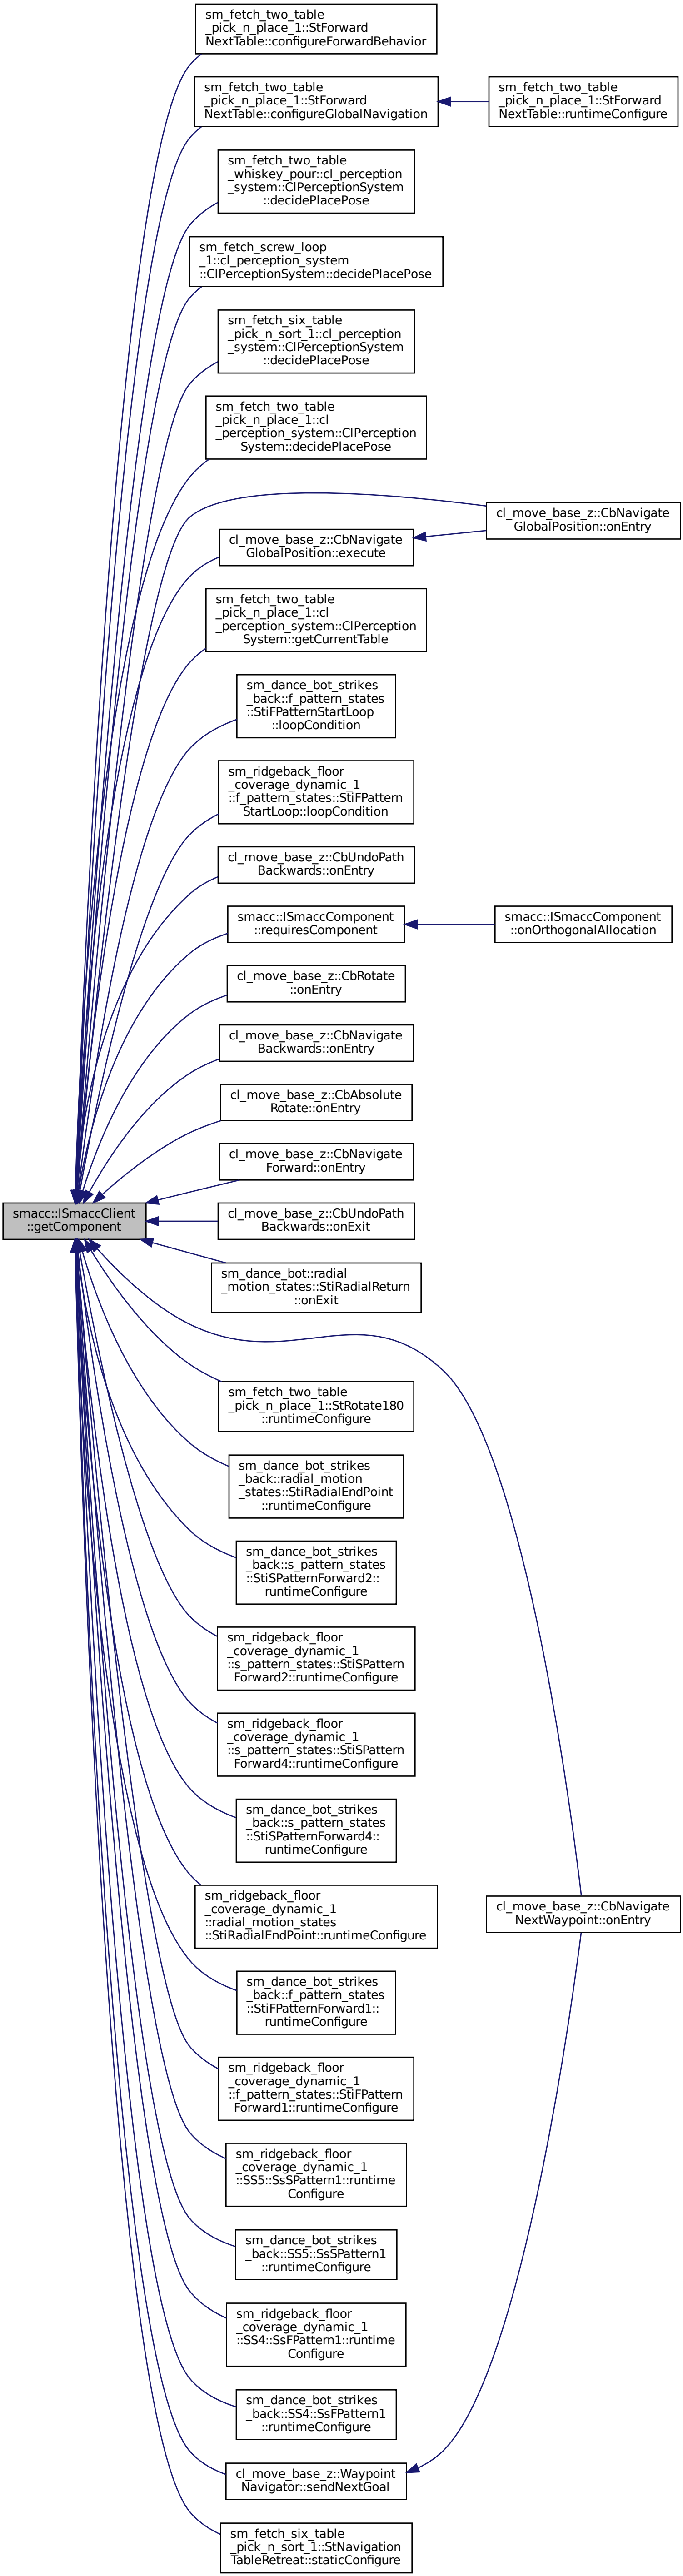 sm_fetch_two_table
_pick_n_place_1::StForward
NextTable::configureForwardBehavior
sm_fetch_two_table
_pick_n_place_1::StForward
NextTable::configureGlobalNavigation
sm_fetch_two_table
_pick_n_place_1::StForward
NextTable::runtimeConfigure
sm_fetch_two_table
_whiskey_pour::cl_perception
_system::ClPerceptionSystem
::decidePlacePose
sm_fetch_screw_loop
_1::cl_perception_system
::ClPerceptionSystem::decidePlacePose
sm_fetch_six_table
_pick_n_sort_1::cl_perception
_system::ClPerceptionSystem
::decidePlacePose
sm_fetch_two_table
_pick_n_place_1::cl
_perception_system::ClPerception
System::decidePlacePose
cl_move_base_z::CbNavigate
GlobalPosition::onEntry
cl_move_base_z::CbNavigate
GlobalPosition::execute
sm_fetch_two_table
_pick_n_place_1::cl
_perception_system::ClPerception
System::getCurrentTable
sm_dance_bot_strikes
_back::f_pattern_states
::StiFPatternStartLoop
::loopCondition
sm_ridgeback_floor
_coverage_dynamic_1
::f_pattern_states::StiFPattern
StartLoop::loopCondition
cl_move_base_z::CbUndoPath
Backwards::onEntry
smacc::ISmaccComponent
::requiresComponent
smacc::ISmaccComponent
::onOrthogonalAllocation
cl_move_base_z::CbRotate
::onEntry
cl_move_base_z::CbNavigate
Backwards::onEntry
cl_move_base_z::CbAbsolute
Rotate::onEntry
cl_move_base_z::CbNavigate
Forward::onEntry
smacc::ISmaccClient
::getComponent
cl_move_base_z::CbUndoPath
Backwards::onExit
sm_dance_bot::radial
_motion_states::StiRadialReturn
::onExit
sm_fetch_two_table
_pick_n_place_1::StRotate180
::runtimeConfigure
sm_dance_bot_strikes
_back::radial_motion
_states::StiRadialEndPoint
::runtimeConfigure
sm_dance_bot_strikes
_back::s_pattern_states
::StiSPatternForward2::
runtimeConfigure
sm_ridgeback_floor
_coverage_dynamic_1
::s_pattern_states::StiSPattern
Forward2::runtimeConfigure
sm_ridgeback_floor
_coverage_dynamic_1
::s_pattern_states::StiSPattern
Forward4::runtimeConfigure
sm_dance_bot_strikes
_back::s_pattern_states
::StiSPatternForward4::
runtimeConfigure
sm_ridgeback_floor
_coverage_dynamic_1
::radial_motion_states
::StiRadialEndPoint::runtimeConfigure
cl_move_base_z::CbNavigate
NextWaypoint::onEntry
sm_dance_bot_strikes
_back::f_pattern_states
::StiFPatternForward1::
runtimeConfigure
sm_ridgeback_floor
_coverage_dynamic_1
::f_pattern_states::StiFPattern
Forward1::runtimeConfigure
sm_ridgeback_floor
_coverage_dynamic_1
::SS5::SsSPattern1::runtime
Configure
sm_dance_bot_strikes
_back::SS5::SsSPattern1
::runtimeConfigure
sm_ridgeback_floor
_coverage_dynamic_1
::SS4::SsFPattern1::runtime
Configure
sm_dance_bot_strikes
_back::SS4::SsFPattern1
::runtimeConfigure
cl_move_base_z::Waypoint
Navigator::sendNextGoal
sm_fetch_six_table
_pick_n_sort_1::StNavigation
TableRetreat::staticConfigure